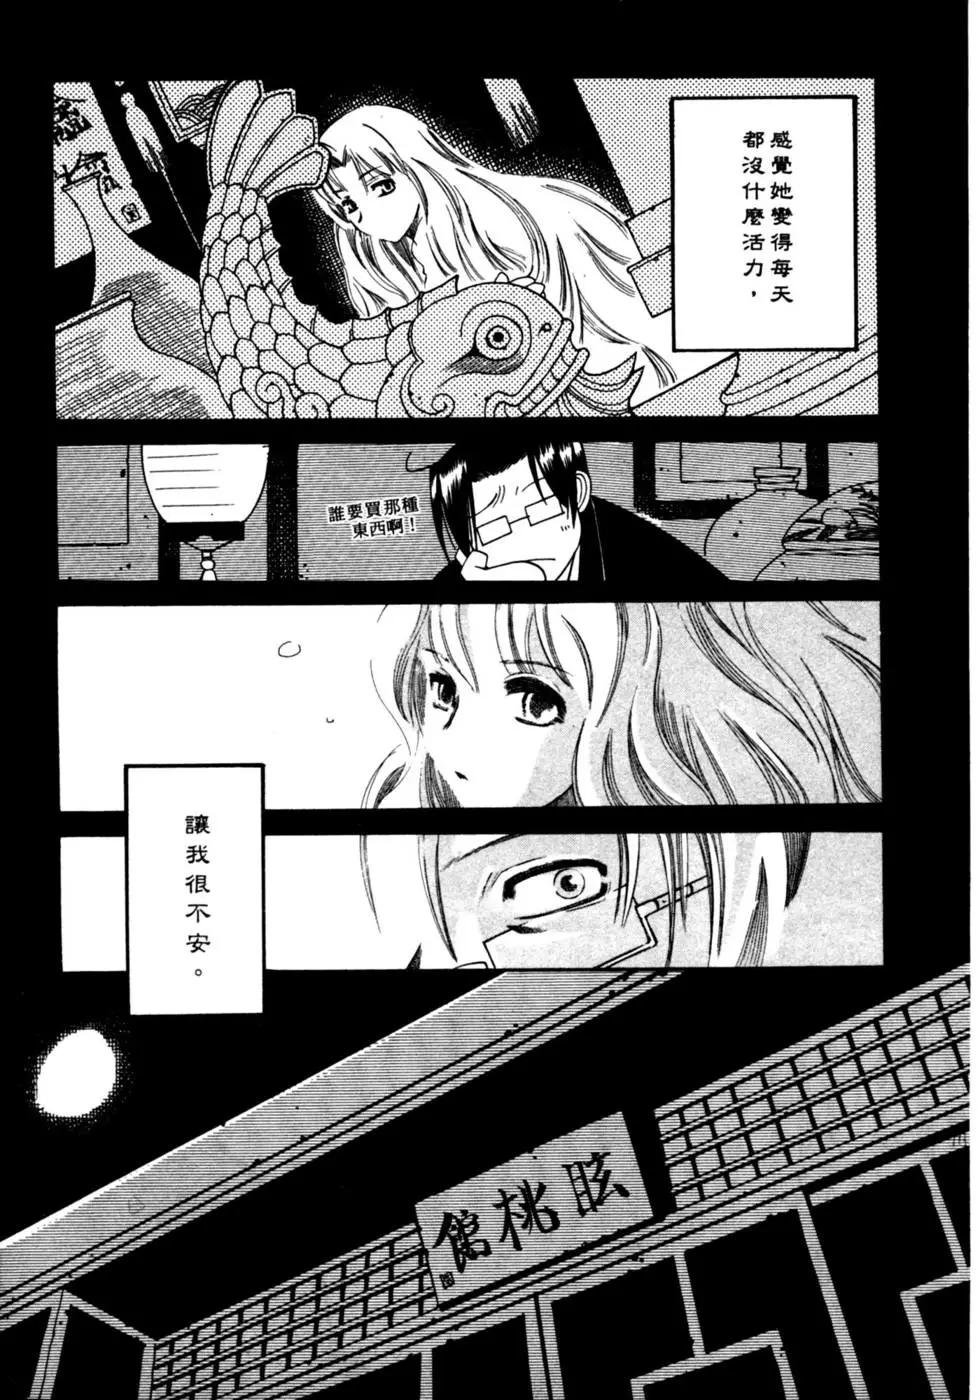 感覺她變得每天
都沒什麼活力，
誰要買那種
東西啊！
讓我很不安。
眩桃館